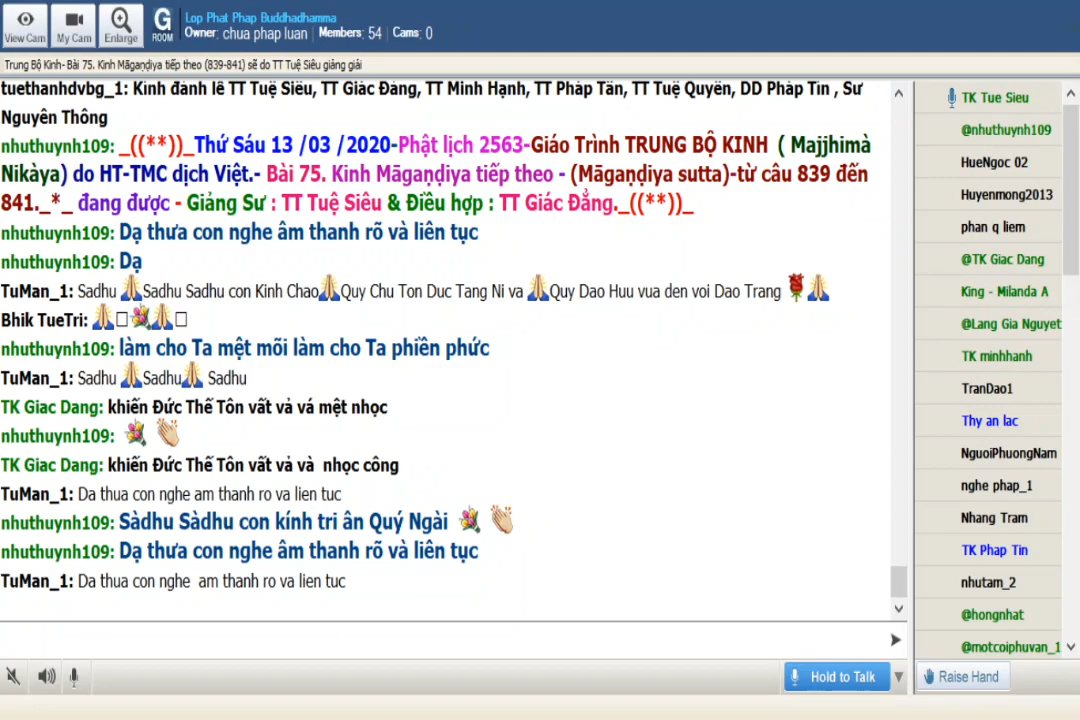 Lop Phat Phap Buddhadhamma
View Cam My Cam Enlarge G ROOM Owner: chua phap luan Members: 54 Cams: 0
Trung Bộ Kinh- Bài 75. Kinh Māgaṇḍiya tiếp theo (839-841) sẽ do TT Tuệ Siêu giảng giải
tuethanhdvbg_1: Kính đảnh lễ TT Tuệ Siêu, TT Giác Đẳng, TT Minh Hạnh, TT Pháp Tân, TT Tuệ Quyền, DD Pháp Tín , Sư
Nguyên Thông
nhuthuynh109: _((**))_Thứ Sáu 13 /03 /2020-Phật lịch 2563-Giáo Trình TRUNG BỘ KINH ( Majjhimà
Nikàya) do HT-TMC dịch Việt.- Bài 75. Kinh Māgaṇḍiya tiếp theo - (Māgaṇḍiya sutta)-từ câu 839 đến
841._*_ đang được - Giảng Sư : TT Tuệ Siêu & Điều hợp : TT Giác Đẳng._((**))_
nhuthuynh109: Dạ thưa con nghe âm thanh rõ và liên tục
nhuthuynh109: Dạ
TuMan_1: Sadhu 🙏Sadhu Sadhu con Kinh Chao🙏Quy Chu Ton Duc Tang Ni va 🙏Quy Dao Huu vua den voi Dao Trang 🌹🙏
Bhik TueTri: 🙏□💐🙏□
nhuthuynh109: làm cho Ta mệt mõi làm cho Ta phiền phức
TuMan_1: Sadhu 🙏Sadhu🙏 Sadhu
TK Giac Dang: khiến Đức Thế Tôn vất vả vá mệt nhọc
nhuthuynh109: 💐 👏
TK Giac Dang: khiến Đức Thế Tôn vất vả và nhọc công
TuMan_1: Da thua con nghe am thanh ro va lien tuc
nhuthuynh109: Sàdhu Sàdhu con kính tri ân Quý Ngài 💐 👏
nhuthuynh109: Dạ thưa con nghe âm thanh rõ và liên tục
TuMan_1: Da thua con nghe am thanh ro va lien tuc
TK Tue Sieu
@nhuthuynh109
HueNgoc 02
Huyenmong2013
phan q liem
@TK Giac Dang
King - Milanda A
@Lang Gia Nguyet
TK minhhanh
TranDao1
Thy an lac
NguoiPhuongNam
nghe phap_1
Nhang Tram
TK Phap Tin
nhutam_2
@hongnhat
@motcoiphuvan_1
Hold to Talk
Raise Hand